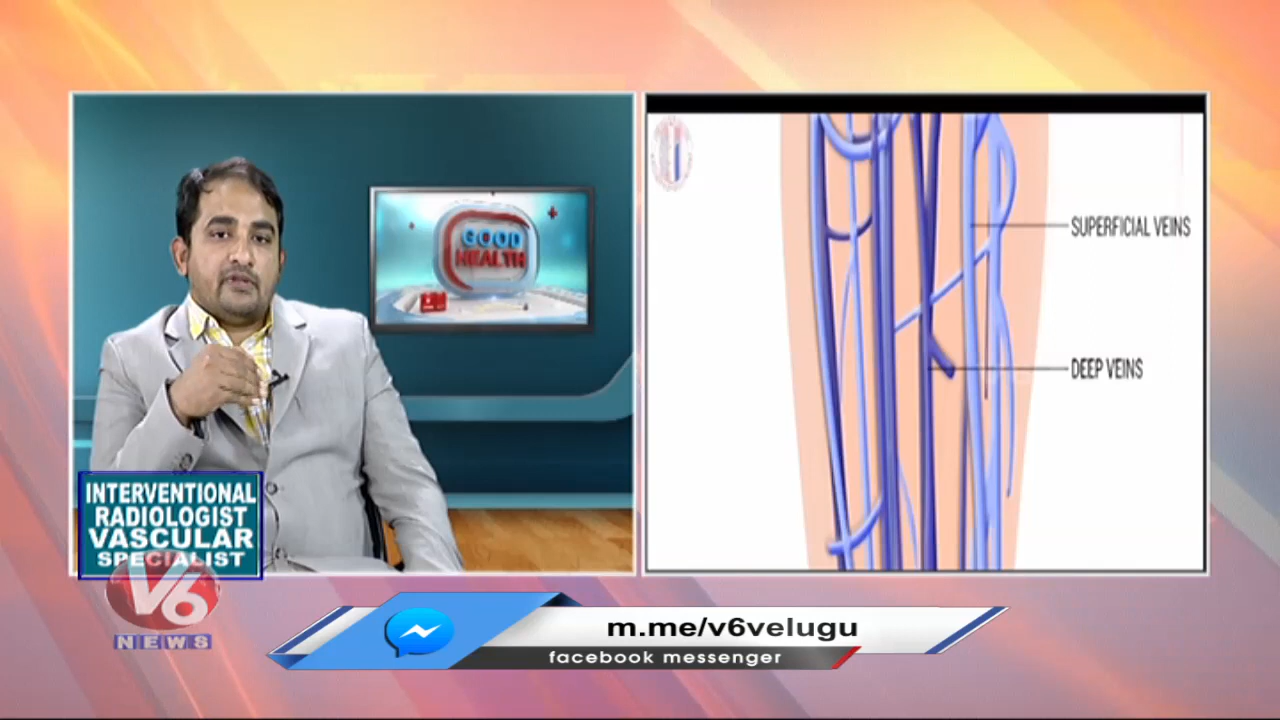 GOOD
HEALTH
INTERVENTIONAL
RADIOLOGIST
VASCULAR
SPECIALIST
V6
NEWS
SUPERFICIAL VEINS
DEEP VEINS
m.me/v6velugu
facebook messenger